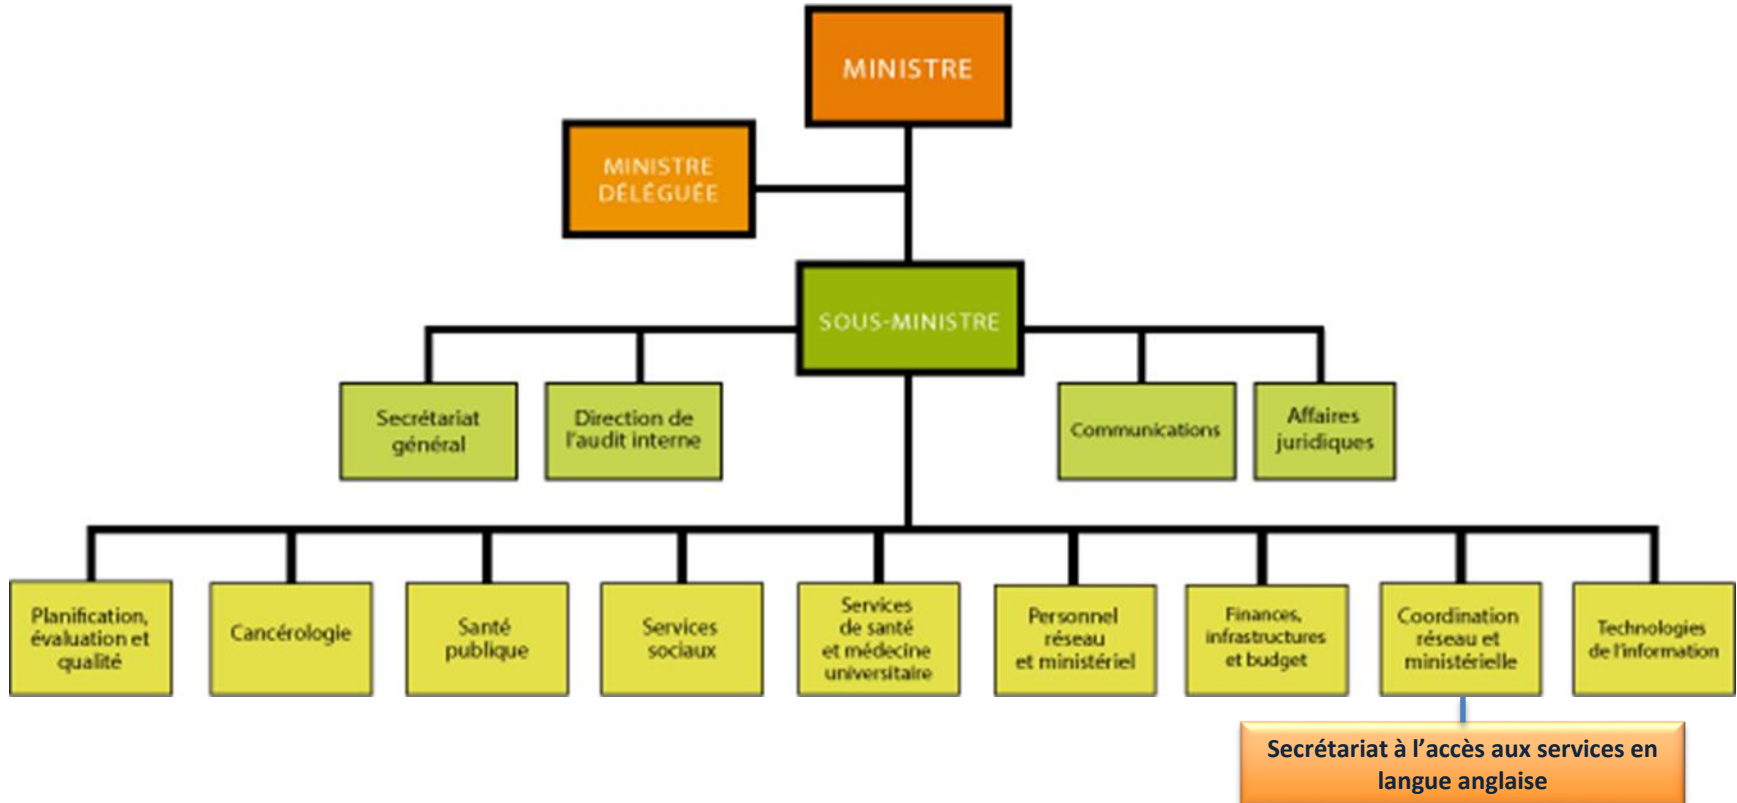 MINISTRE
MINISTRE
DÉLÉGUÉE
SOUS-MINISTRE
Secrétariat
général
Direction de
l'audit interne
Communications
Affaires
juridiques
Planification,
évaluation et
qualité
Cancérologie
Santé
publique
Services
sociaux
Services
de santé
et médecine
universitaire
Personnel
réseau
et ministériel
Finances,
infrastructures
et budget
Coordination
réseau et
ministérielle
Technologies
de l'information
Secrétariat à l’accès aux services en
langue anglaise